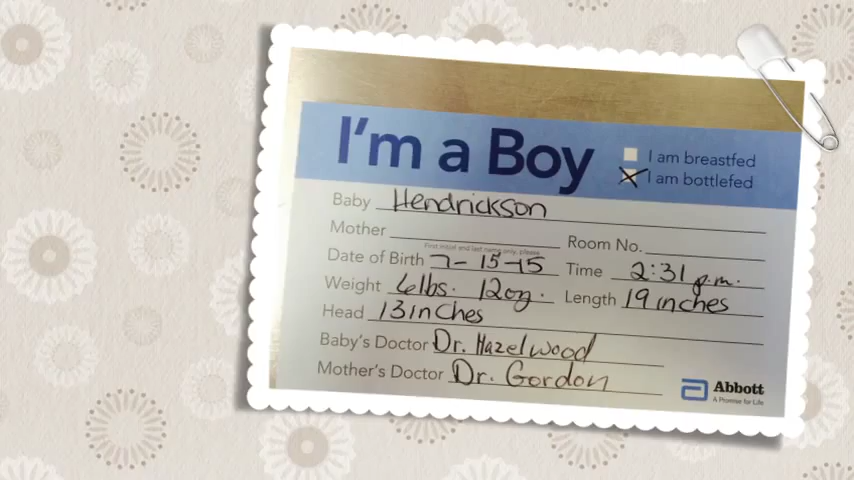 I'm a Boy
I am breastfed
I am bottlefed
Baby Hendrickson
Mother
First initial and last name only, please
Room No.
Date of Birth 7-15-15 Time 2:31 p.m.
Weight 6lbs. 12oz. Length 19 inches
Head 13 inches
Baby's Doctor Dr. Hazelwood
Mother's Doctor Dr. Gordon
Abbott
A Promise for Life